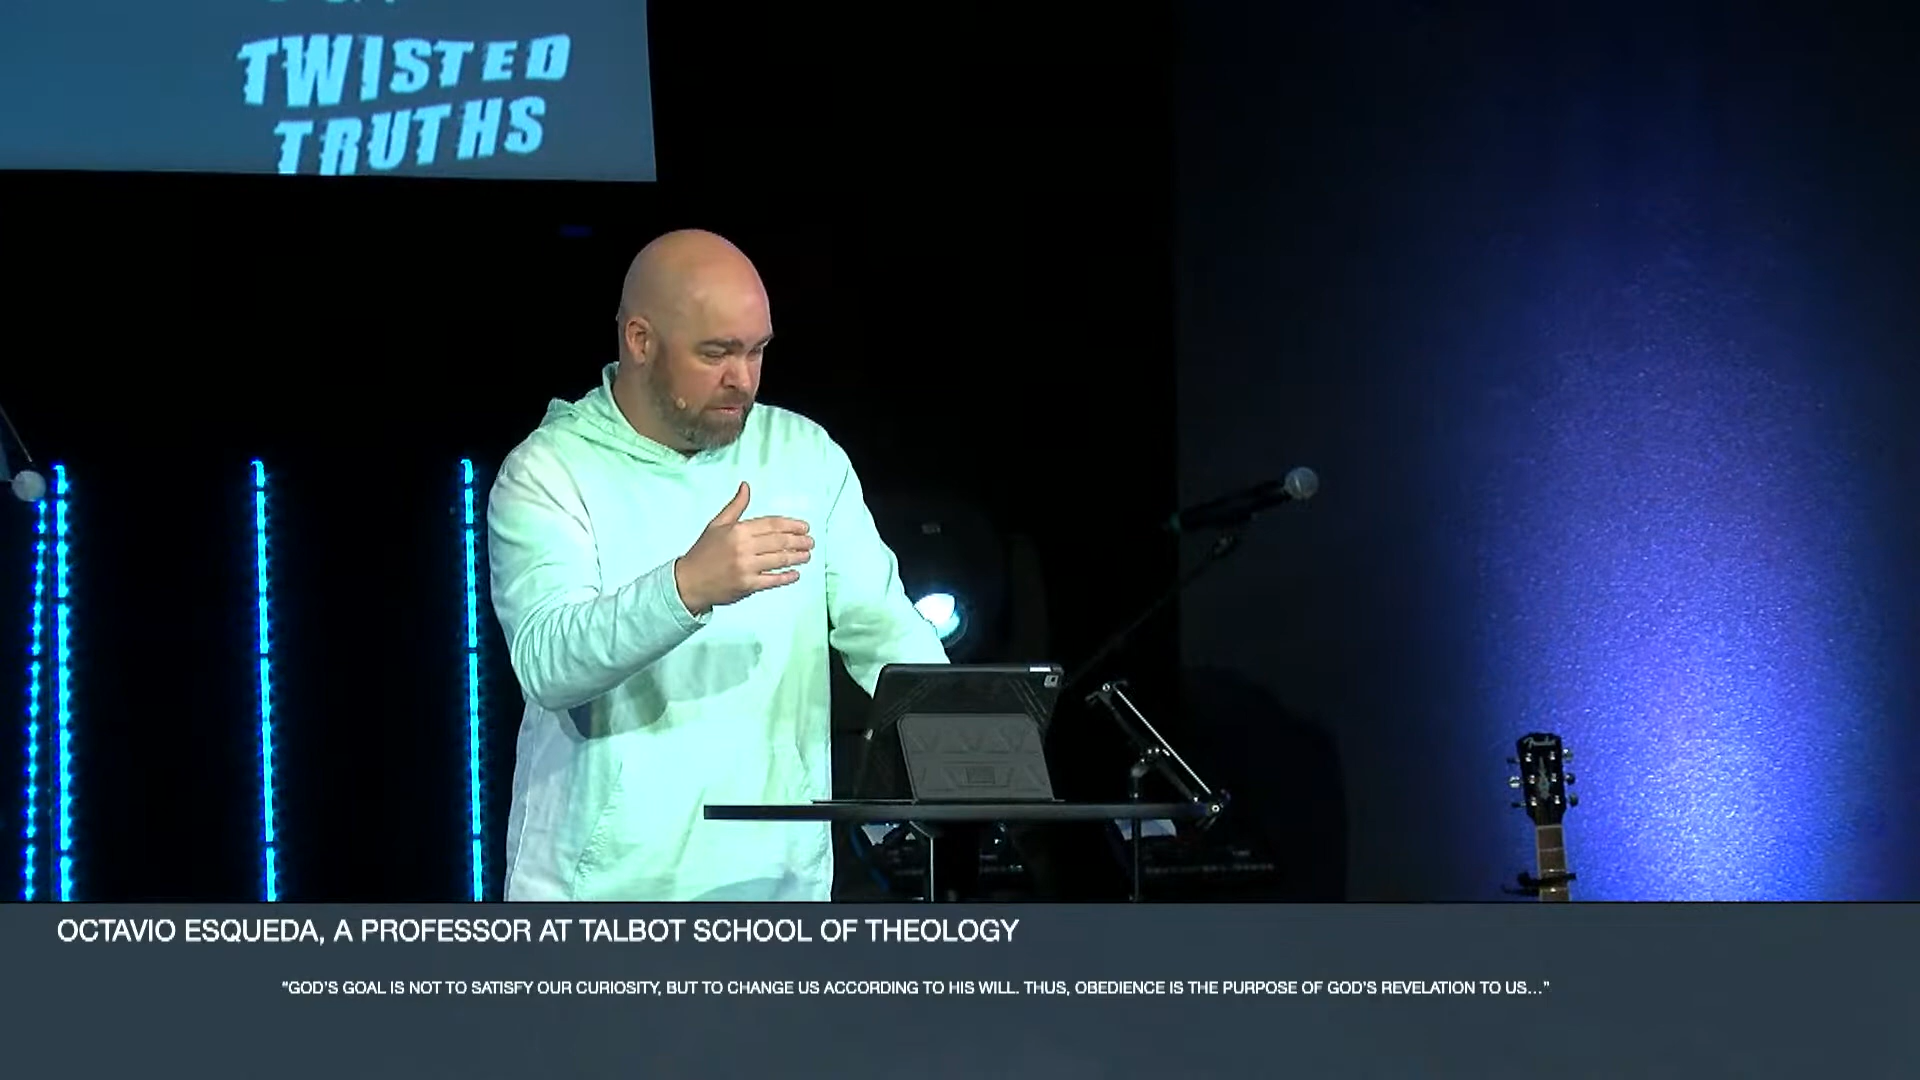 TWISTED
TRUTHS
Fender
OCTAVIO ESQUEDA, A PROFESSOR AT TALBOT SCHOOL OF THEOLOGY
“GOD’S GOAL IS NOT TO SATISFY OUR CURIOSITY, BUT TO CHANGE US ACCORDING TO HIS WILL. THUS, OBEDIENCE IS THE PURPOSE OF GOD’S REVELATION TO US…”